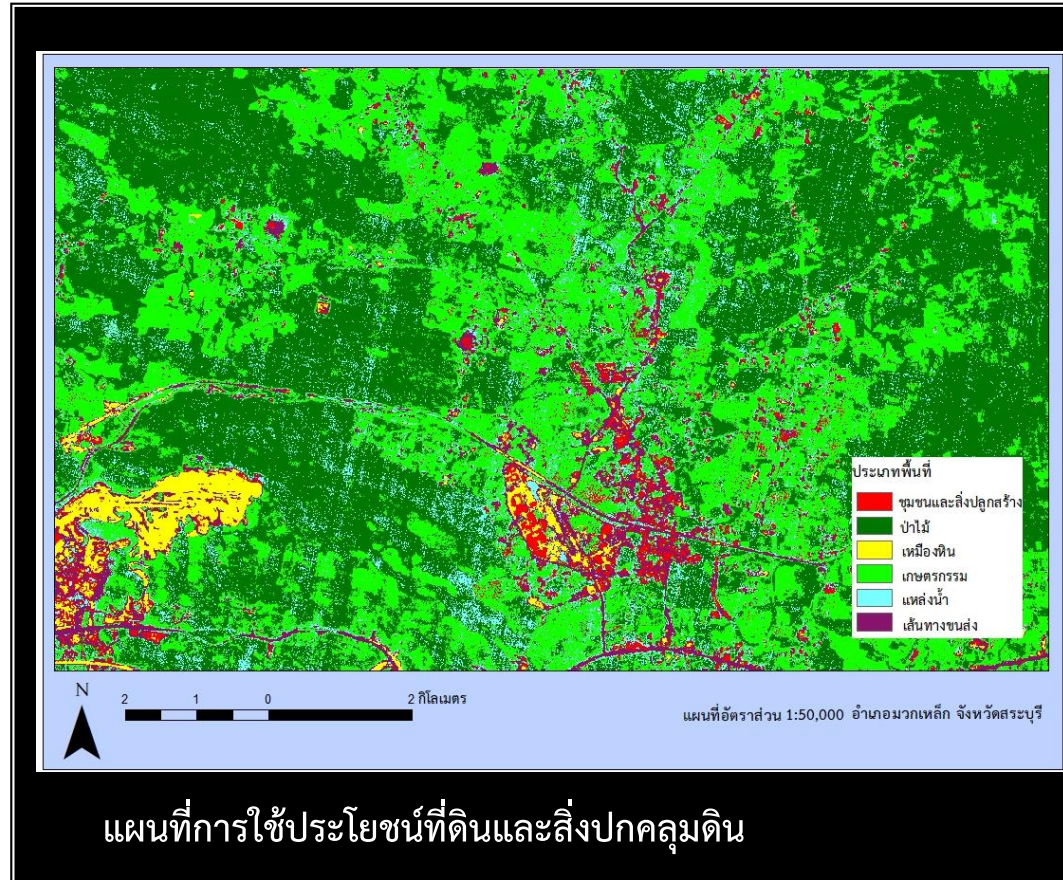 ประเภทพื้นที่
ชุมชนและสิ่งปลูกสร้าง
ป่าไม้
เหมืองหิน
เกษตรกรรม
แหล่งน้ำ
เส้นทางขนส่ง
N
2 1 0 2 กิโลเมตร
แผนที่อัตราส่วน 1:50,000 อำเภอมวกเหล็ก จังหวัดสระบุรี
แผนที่การใช้ประโยชน์ที่ดินและสิ่งปกคลุมดิน